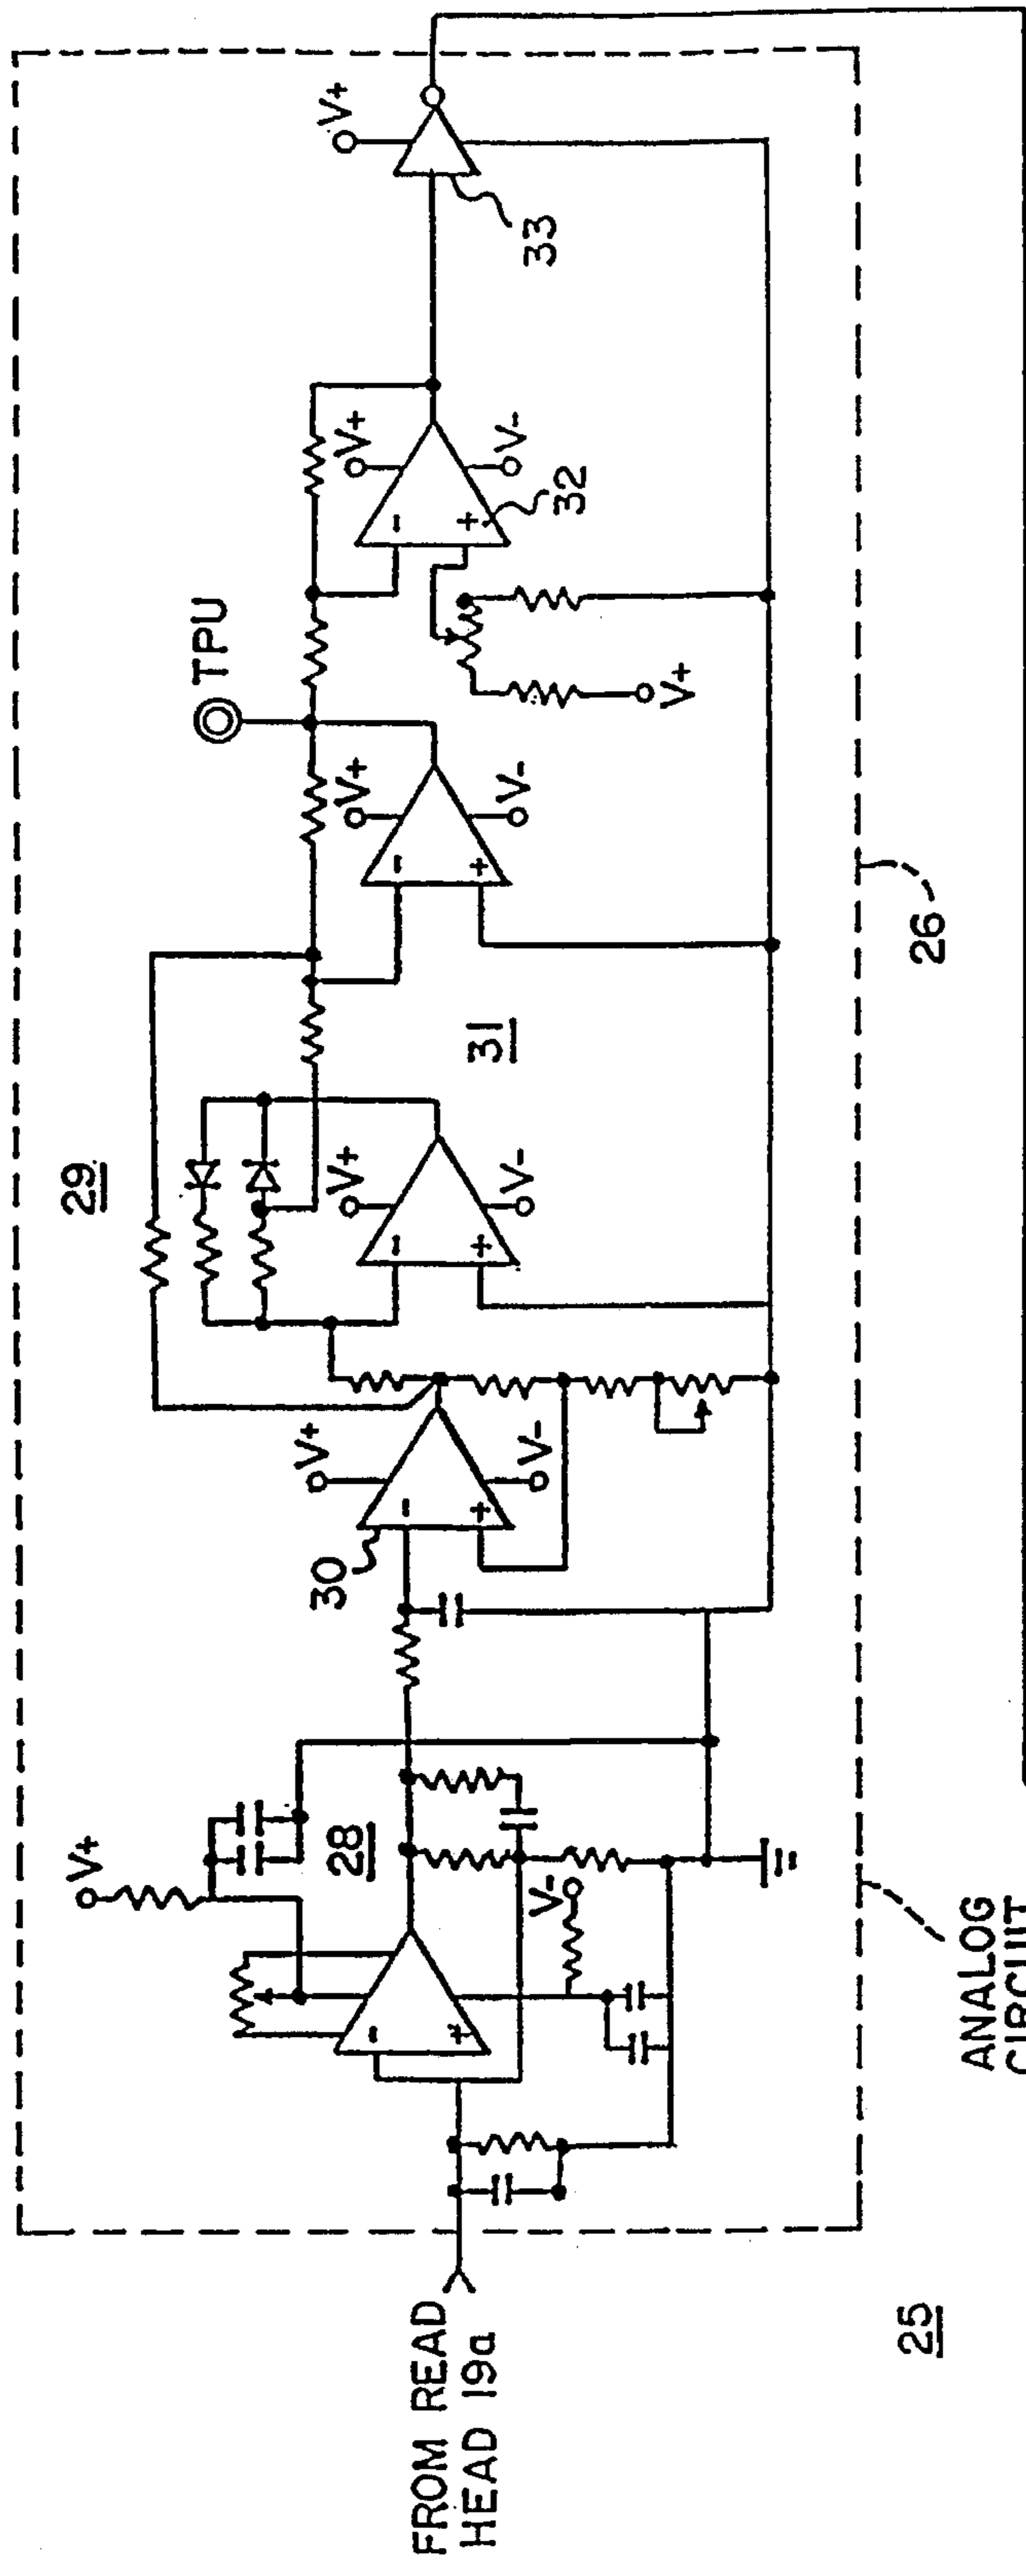 FROM READ
HEAD 19a
25
V+
28
V-
29
30
V+
V-
-
+
V+
V-
-
+
31
V+
V-
-
+
TPU
V+
V+
V-
-
+
32
33
V+
26
ANALOG
CIRCUIT
-
+